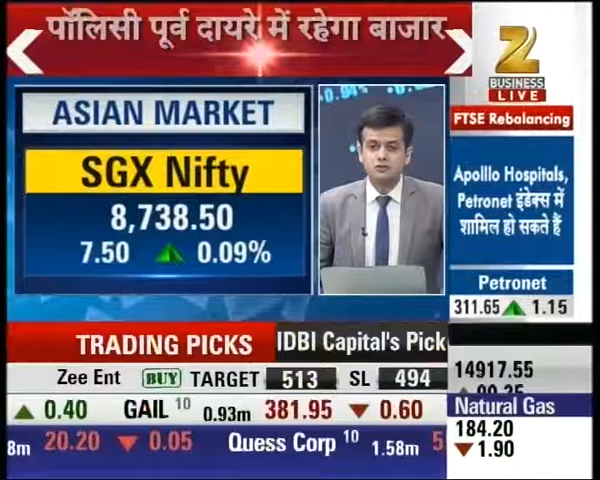 पॉलिसी पूर्व दायरे में रहेगा बाजार
Z
BUSINESS
LIVE
ASIAN MARKET
SGX Nifty
8,738.50
7.50 ▲ 0.09%
FTSE Rebalancing
Apolllo Hospitals,
Petronet इंडेक्स में
शामिल हो सकते हैं
Petronet
311.65 ▲ 1.15
TRADING PICKS
IDBI Capital's Pick
Zee Ent BUY TARGET 513 SL 494
▲ 0.40 GAIL 10 0.93m 381.95 ▼ 0.60
8m 20.20 ▼ 0.05 Quess Corp 10 1.58m 5
14917.55
Natural Gas
184.20
▼ 1.90